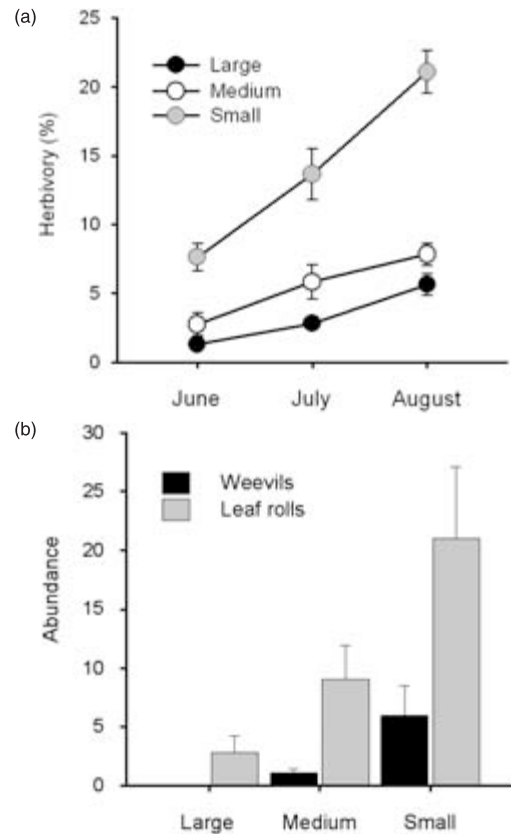 (a)
25
20
15
10
5
0
Herbivory (%)
Large
Medium
Small
June July August
(b)
30
25
20
15
10
5
0
Abundance
Weevils
Leaf rolls
Large Medium Small